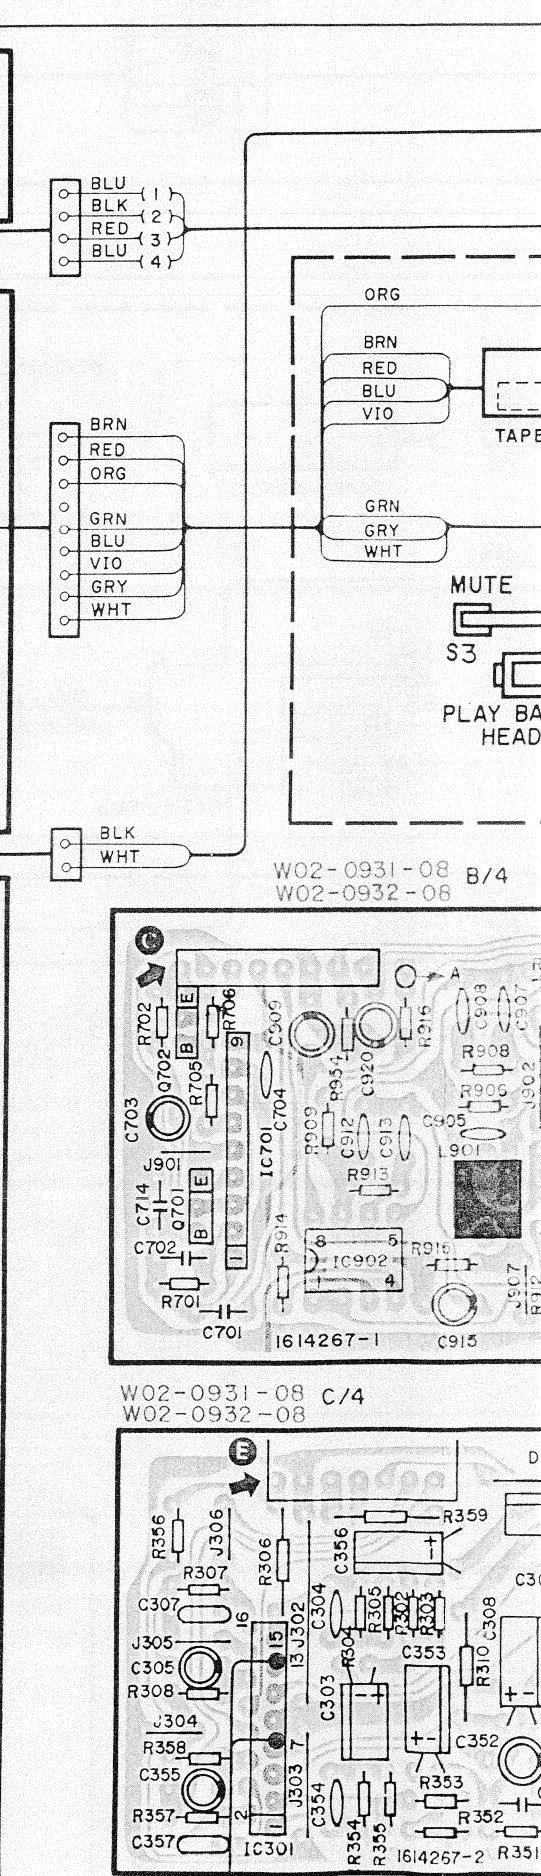 BLU (1)
BLK (2)
RED (3)
BLU (4)
ORG
BRN
RED
BLU
VIO
TAPE
BRN
RED
ORG
GRN
BLU
VIO
GRY
WHT
GRN
GRY
WHT
MUTE
S3
PLAY BA
HEAD
BLK
WHT
W02-0931-08 B/4
W02-0932-08
C
A
R702
E
B
Q702
R706
R705
9
C909
R954
C920
R916
C908
C907
R908
R906
J902
C905
L901
C703
J901
IC701
C704
R909
C912
C913
R913
C714
Q701
E
B
C702
1
R701
C701
R914
8
5
IC902
1
4
R915
C915
J907
R912
1614267-1
W02-0931-08 C/4
W02-0932-08
E
D
R356
J306
R306
R359
C356
R307
C307
16
15
J302
C304
R305
R302
R303
C308
J305
C305
R308
13
R304
C303
C353
R310
J304
R358
C355
7
J303
C352
R353
R357
C357
2
1
IC301
C354
R354
R355
R352
1614267-2
R351